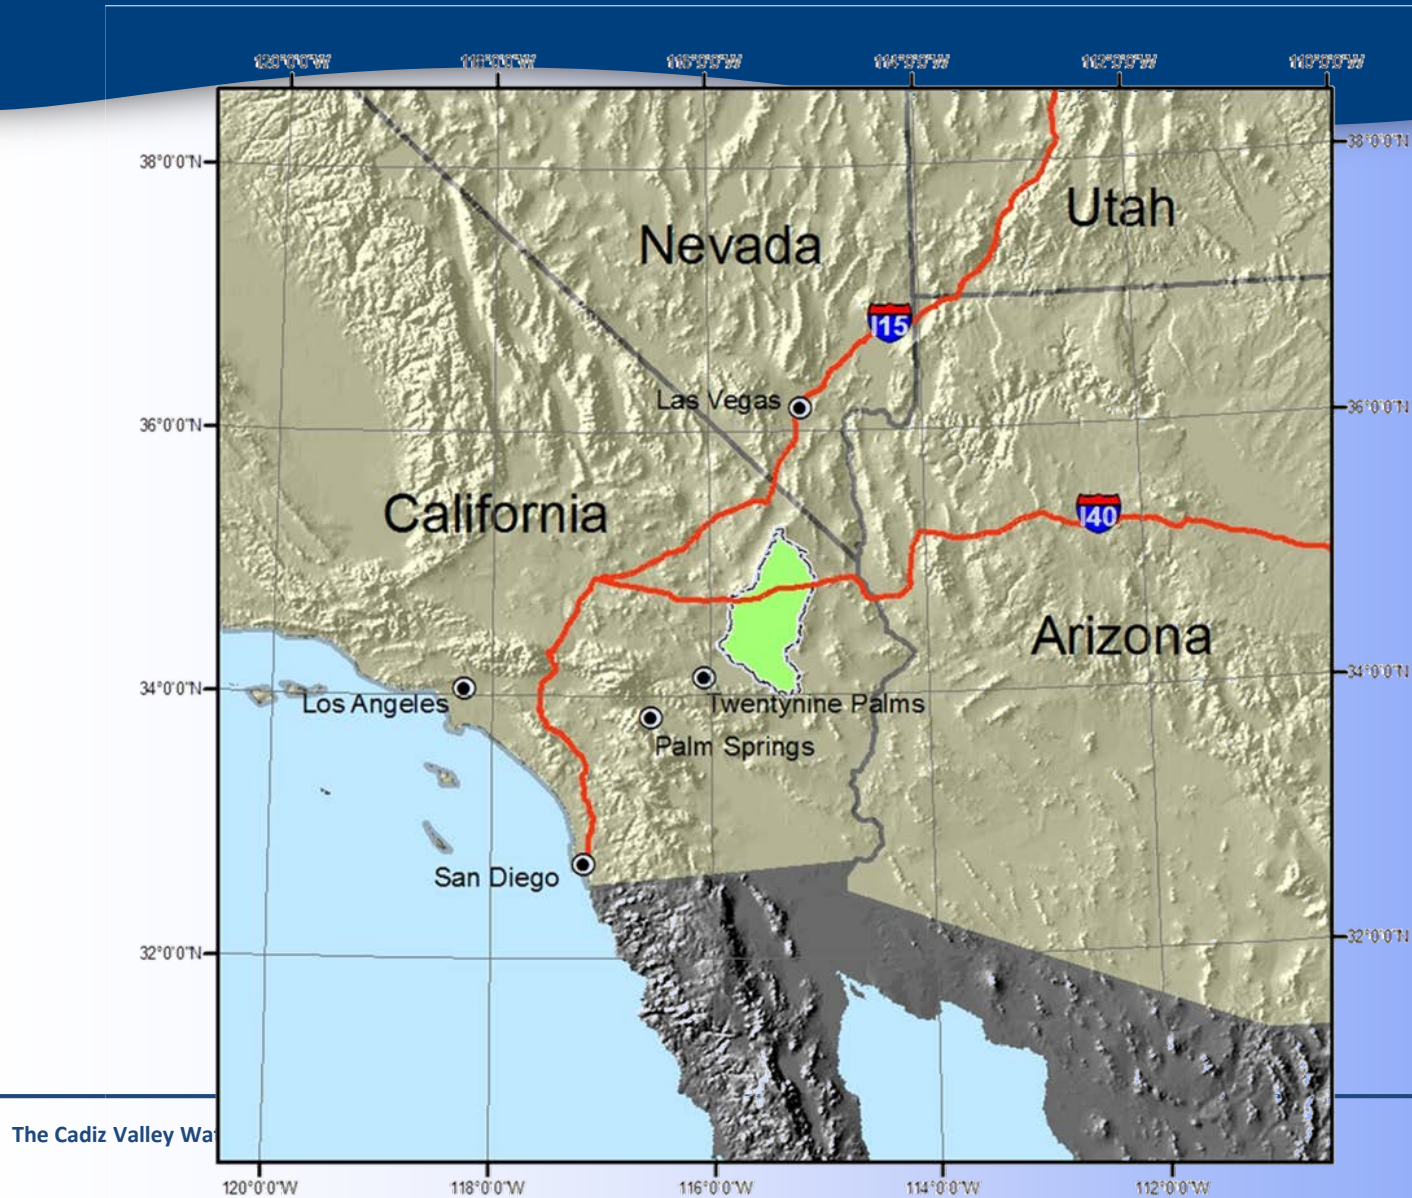 120°0'0"W 118°0'0"W 116°0'0"W 114°0'0"W 112°0'0"W 110°0'0"W
38°0'0"N 38°0'0"N
Utah
Nevada
I15
Las Vegas
36°0'0"N 36°0'0"N
California
I40
Arizona
34°0'0"N 34°0'0"N
Los Angeles
Twentynine Palms
Palm Springs
San Diego
32°0'0"N 32°0'0"N
The Cadiz Valley
120°0'0"W 118°0'0"W 116°0'0"W 114°0'0"W 112°0'0"W